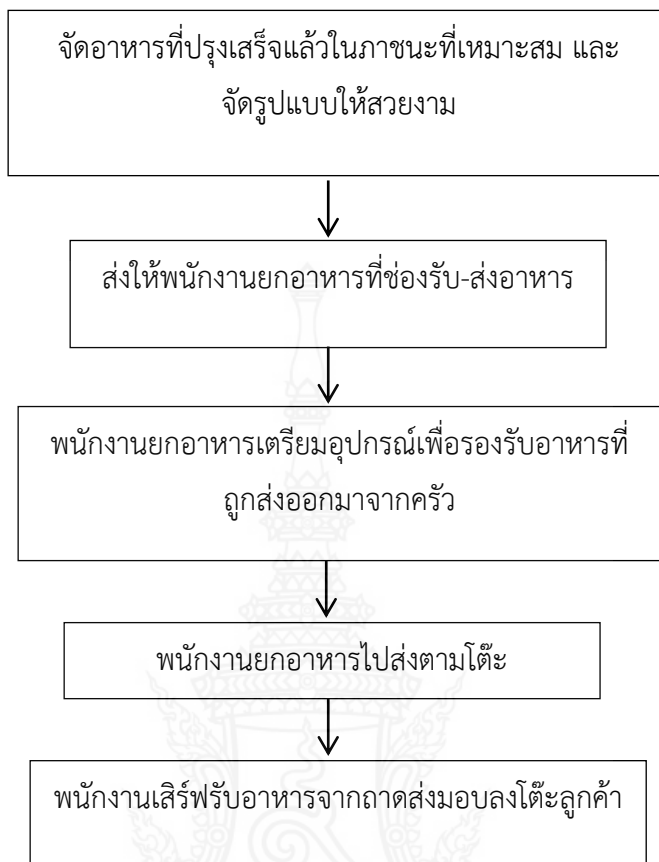 จัดอาหารที่ปรุงเสร็จแล้วในภาชนะที่เหมาะสม และ
จัดรูปแบบให้สวยงาม
ส่งให้พนักงานยกอาหารที่ช่องรับ-ส่งอาหาร
พนักงานยกอาหารเตรียมอุปกรณ์เพื่อรองรับอาหารที่
ถูกส่งออกมาจากครัว
พนักงานยกอาหารไปส่งตามโต๊ะ
พนักงานเสิร์ฟรับอาหารจากถาดส่งมอบลงโต๊ะลูกค้า